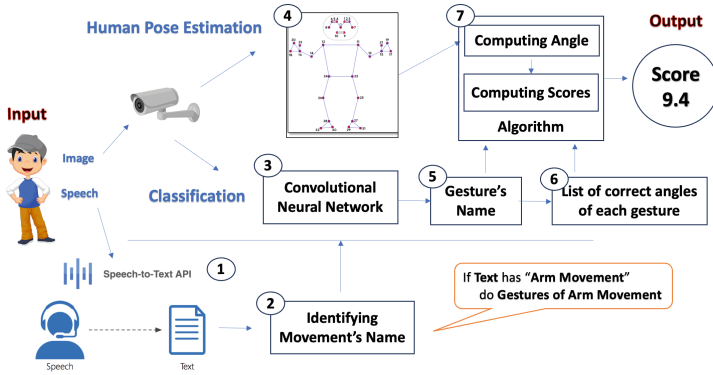 Human Pose Estimation
4
7
Output
Computing Angle
Computing Scores
Algorithm
Score
9.4
Input
Image
Speech
Classification
3
Convolutional
Neural Network
5
Gesture's
Name
6
List of correct angles
of each gesture
Speech-to-Text API
1
2
Identifying
Movement's Name
If Text has "Arm Movement"
do Gestures of Arm Movement
Speech
Text